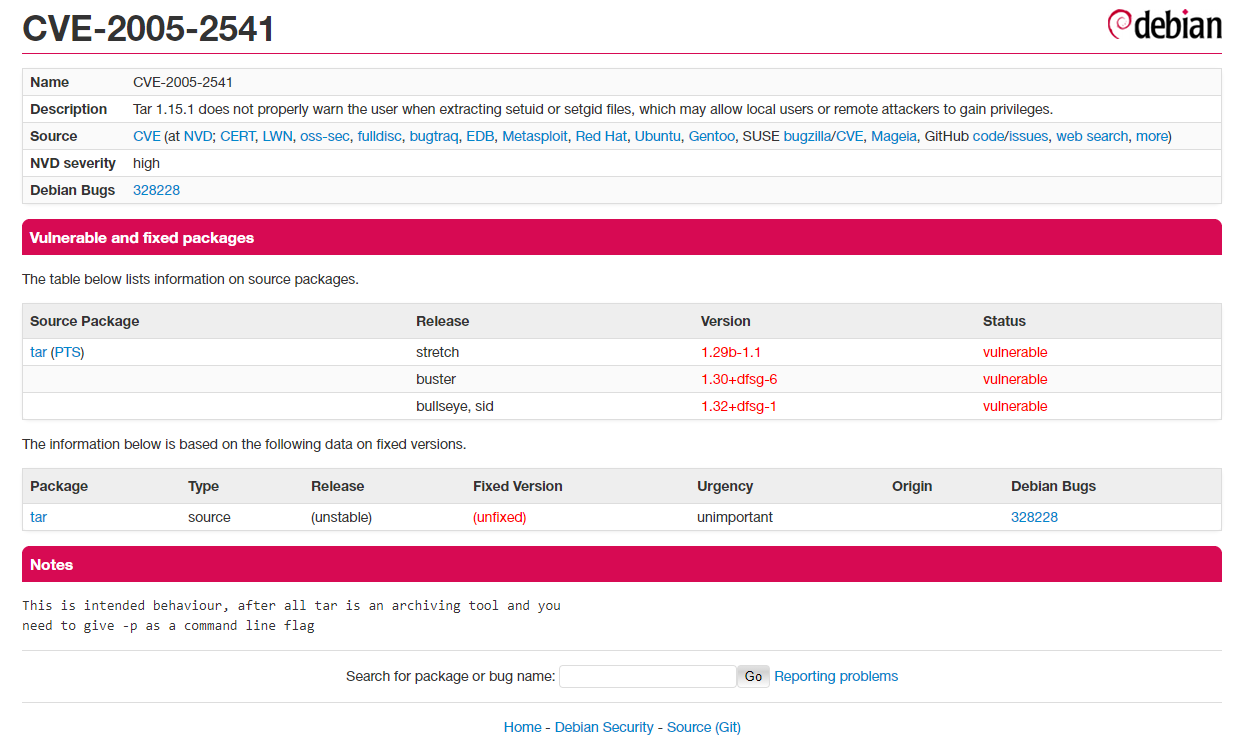 CVE-2005-2541
debian
Name CVE-2005-2541
Description Tar 1.15.1 does not properly warn the user when extracting setuid or setgid files, which may allow local users or remote attackers to gain privileges.
Source CVE (at NVD; CERT, LWN, oss-sec, fulldisc, bugtraq, EDB, Metasploit, Red Hat, Ubuntu, Gentoo, SUSE bugzilla/CVE, Mageia, GitHub code/issues, web search, more)
NVD severity high
Debian Bugs 328228
Vulnerable and fixed packages
The table below lists information on source packages.
Source Package Release Version Status
tar (PTS) stretch 1.29b-1.1 vulnerable
buster 1.30+dfsg-6 vulnerable
bullseye, sid 1.32+dfsg-1 vulnerable
The information below is based on the following data on fixed versions.
Package Type Release Fixed Version Urgency Origin Debian Bugs
tar source (unstable) (unfixed) unimportant 328228
Notes
This is intended behaviour, after all tar is an archiving tool and you
need to give -p as a command line flag
Search for package or bug name: Go Reporting problems
Home - Debian Security - Source (Git)